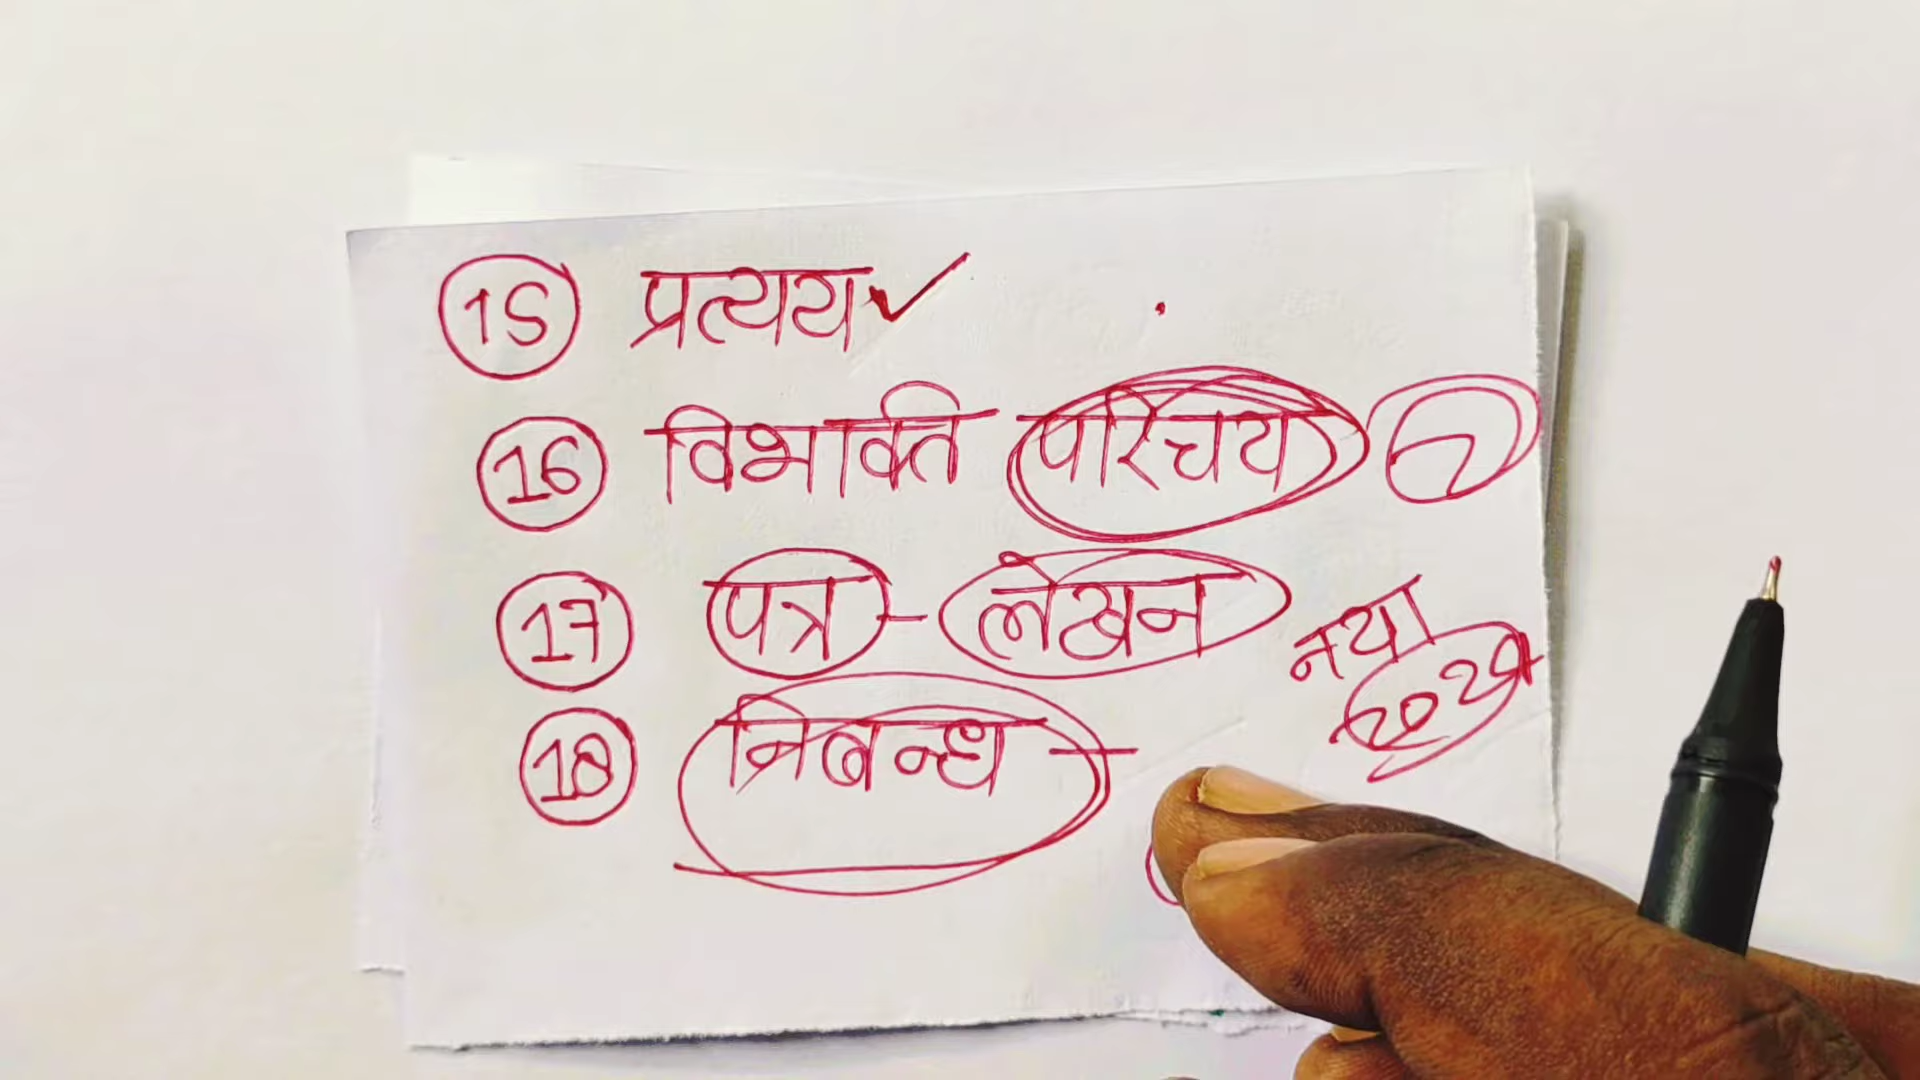 15 प्रत्यय
16 विभक्ति परिचय
17 पत्र - लेखन
नया
18 निबन्ध -